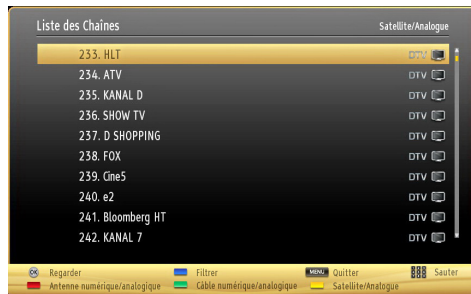 Liste des Chaînes Satellite/Analogue
233. HLT DTV
234. ATV DTV
235. KANAL D DTV
236. SHOW TV DTV
237. D SHOPPING DTV
238. FOX DTV
239. Cine5 DTV
240. e2 DTV
241. Bloomberg HT DTV
242. KANAL 7 DTV
OK Regarder Filtrer MENU Quitter Sauter
Antenne numérique/analogique Câble numérique/analogique Satellite/Analogue